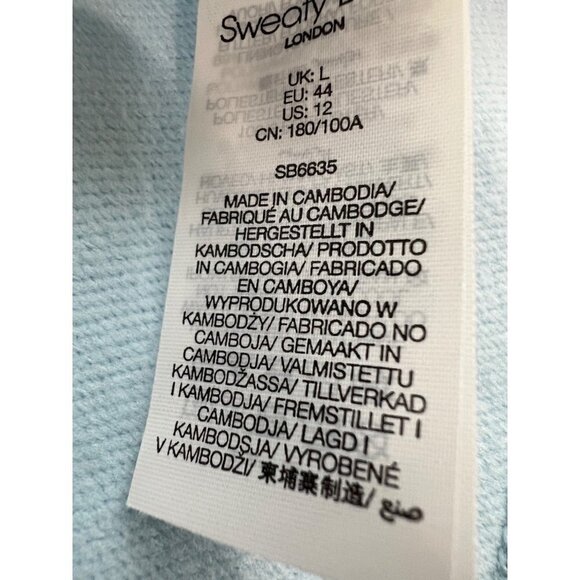 Sweaty
LONDON
UK: L
EU: 44
US: 12
CN: 180/100A
SB6635
MADE IN CAMBODIA/
FABRIQUÉ AU CAMBODGE/
HERGESTELLT IN
KAMBODSCHA/ PRODOTTO
IN CAMBOGIA/ FABRICADO
EN CAMBOYA/
WYPRODUKOWANO W
KAMBODŻY/ FABRICADO NO
CAMBOJA/ GEMAAKT IN
CAMBODJA/ VALMISTETTU
KAMBODŽASSA/ TILLVERKAD
I KAMBODJA/ FREMSTILLET I
CAMBODJA/ LAGD I
KAMBODSJA/ VYROBENÉ
V KAMBODŽI/ 柬埔寨制造/ صنع